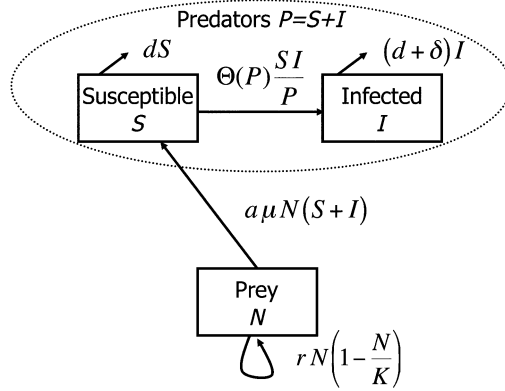 Predators P=S+I
dS
Θ(P) SI/P
(d + δ)I
Susceptible
S
Infected
I
aμN(S+I)
Prey
N
rN(1−N/K)